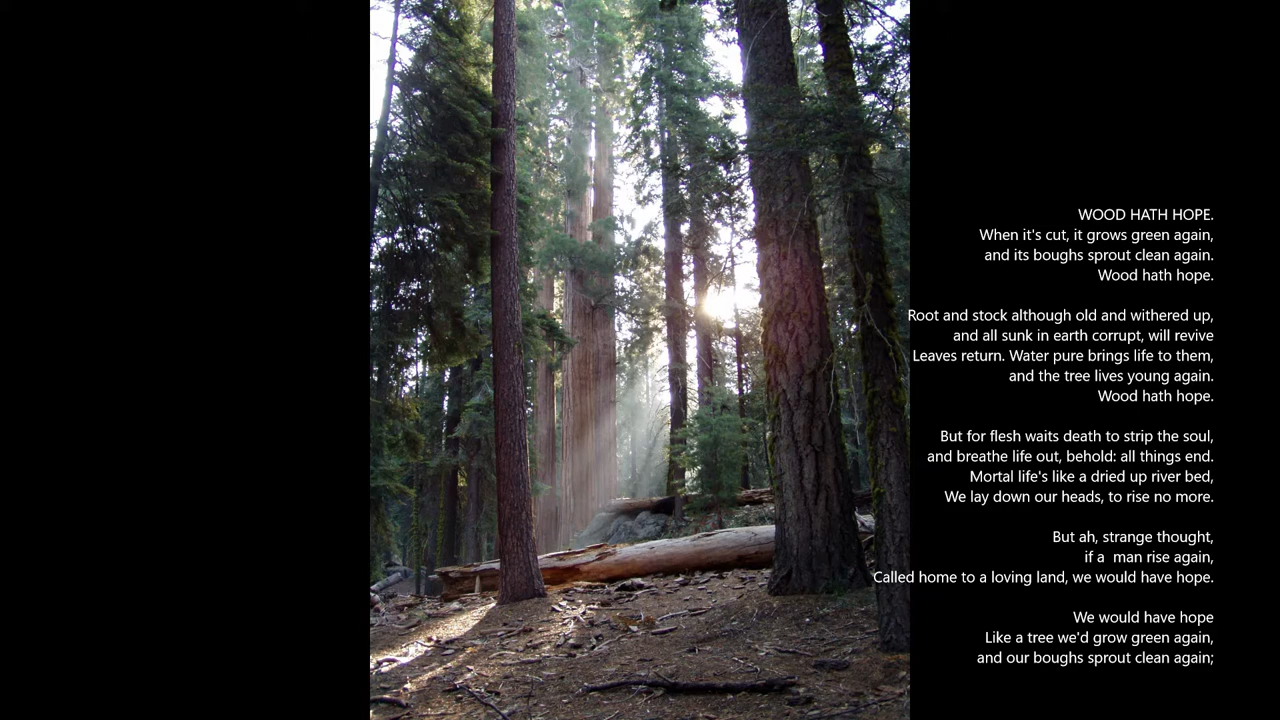 WOOD HATH HOPE.
When it's cut, it grows green again,
and its boughs sprout clean again.
Wood hath hope.
Root and stock although old and withered up,
and all sunk in earth corrupt, will revive
Leaves return. Water pure brings life to them,
and the tree lives young again.
Wood hath hope.
But for flesh waits death to strip the soul,
and breathe life out, behold: all things end.
Mortal life's like a dried up river bed,
We lay down our heads, to rise no more.
But ah, strange thought,
if a  man rise again,
Called home to a loving land, we would have hope.
We would have hope
Like a tree we'd grow green again,
and our boughs sprout clean again;